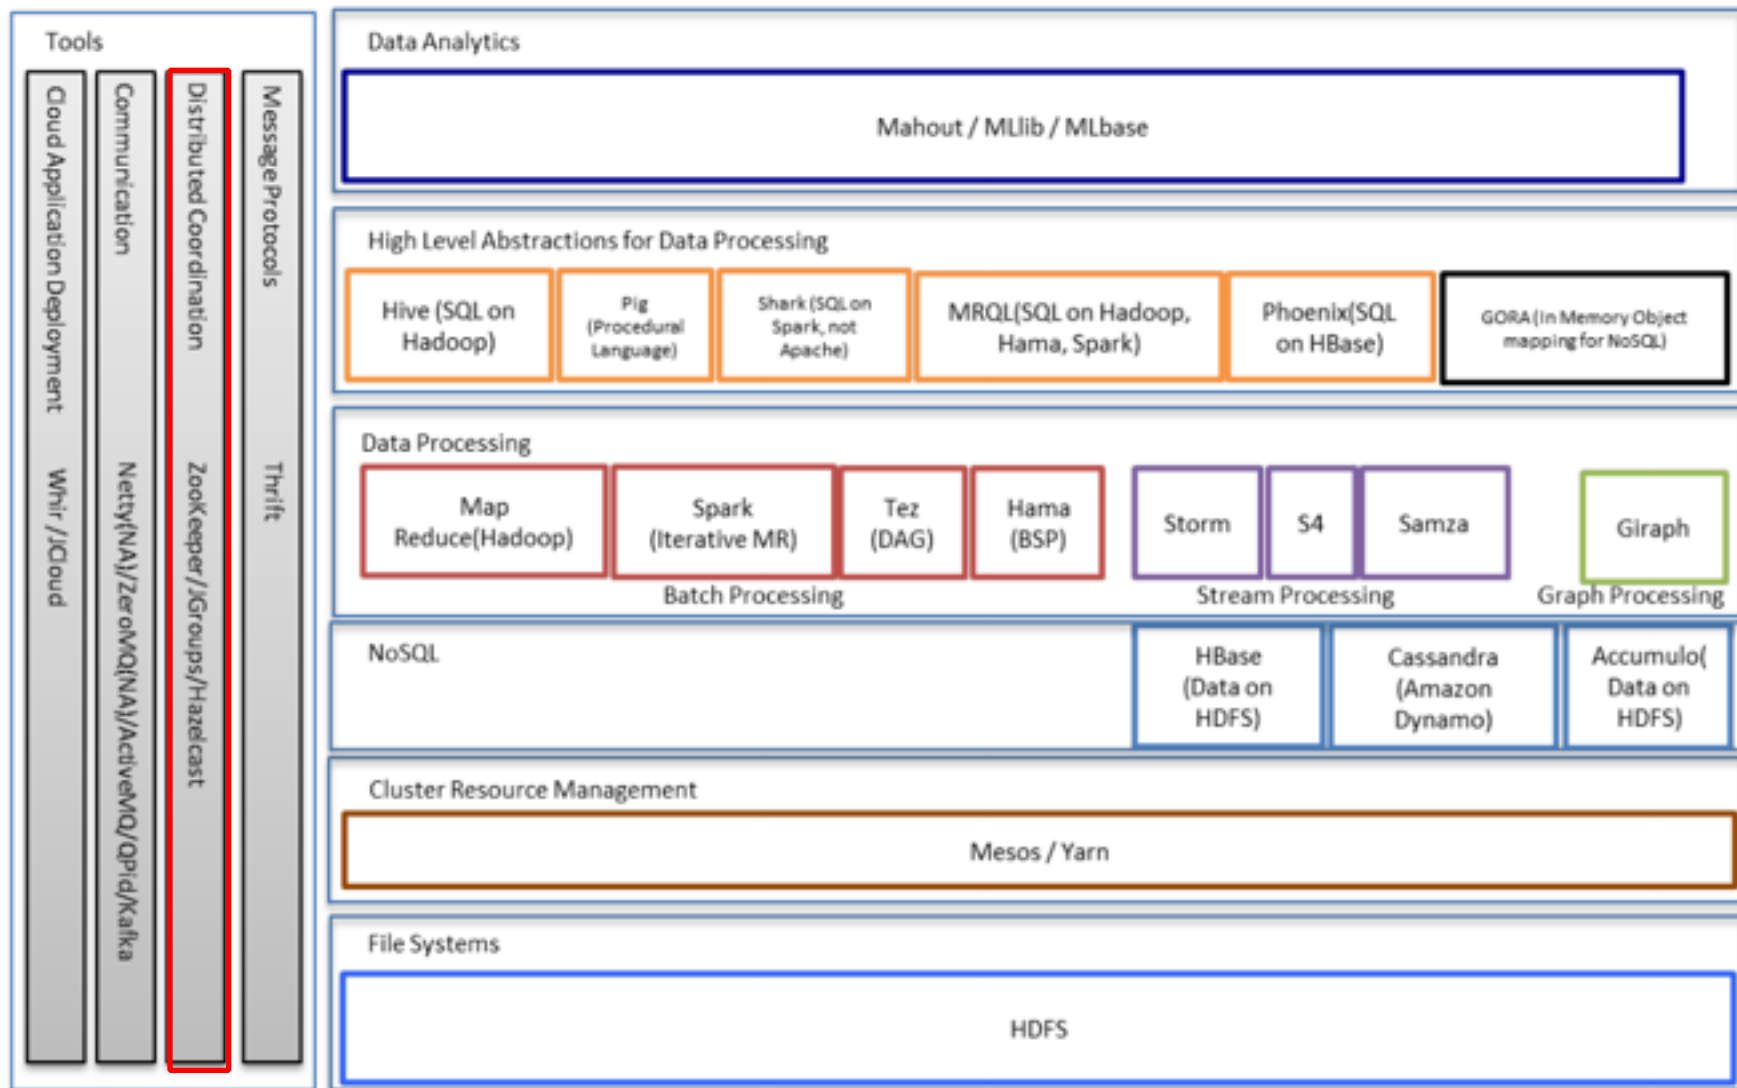 Tools
Cloud Application Deployment Whir /JCloud
Communication Netty(NA)/ZeroMQ(NA)/ActiveMQ/QPid/Kafka
Distributed Coordination ZooKeeper/JGroups/Hazelcast
Message Protocols Thrift
Data Analytics
Mahout / MLlib / MLbase
High Level Abstractions for Data Processing
Hive (SQL on
Hadoop)
Pig
(Procedural
Language)
Shark (SQL on
Spark, not
Apache)
MRQL(SQL on Hadoop,
Hama, Spark)
Phoenix(SQL
on HBase)
GORA (In Memory Object
mapping for NoSQL)
Data Processing
Map
Reduce(Hadoop)
Spark
(Iterative MR)
Tez
(DAG)
Hama
(BSP)
Storm
S4
Samza
Giraph
Batch Processing
Stream Processing
Graph Processing
NoSQL
HBase
(Data on
HDFS)
Cassandra
(Amazon
Dynamo)
Accumulo(
Data on
HDFS)
Cluster Resource Management
Mesos / Yarn
File Systems
HDFS